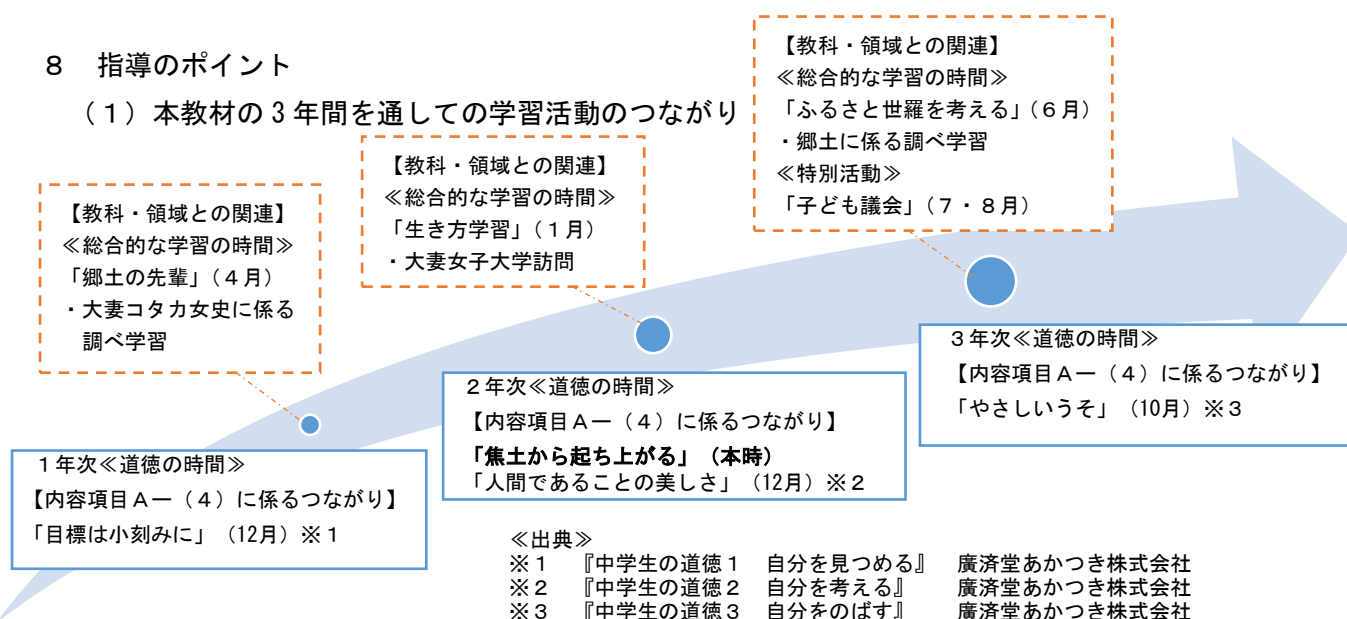 ８　指導のポイント
（１）本教材の３年間を通しての学習活動のつながり
【教科・領域との関連】
≪総合的な学習の時間≫
「郷土の先輩」（４月）
・大妻コタカ女史に係る
調べ学習
【教科・領域との関連】
≪総合的な学習の時間≫
「生き方学習」（１月）
・大妻女子大学訪問
【教科・領域との関連】
≪総合的な学習の時間≫
「ふるさと世羅を考える」（６月）
・郷土に係る調べ学習
≪特別活動≫
「子ども議会」（７・８月）
１年次≪道徳の時間≫
【内容項目Ａー（４）に係るつながり】
「目標は小刻みに」（12月）※１
２年次≪道徳の時間≫
【内容項目Ａー（４）に係るつながり】
「焦土から起ち上がる」（本時）
「人間であることの美しさ」（12月）※２
３年次≪道徳の時間≫
【内容項目Ａー（４）に係るつながり】
「やさしいうそ」（10月）※３
≪出典≫
※１　『中学生の道徳１　自分を見つめる』　廣済堂あかつき株式会社
※２　『中学生の道徳２　自分を考える』　廣済堂あかつき株式会社
※３　『中学生の道徳３　自分をのばす』　廣済堂あかつき株式会社